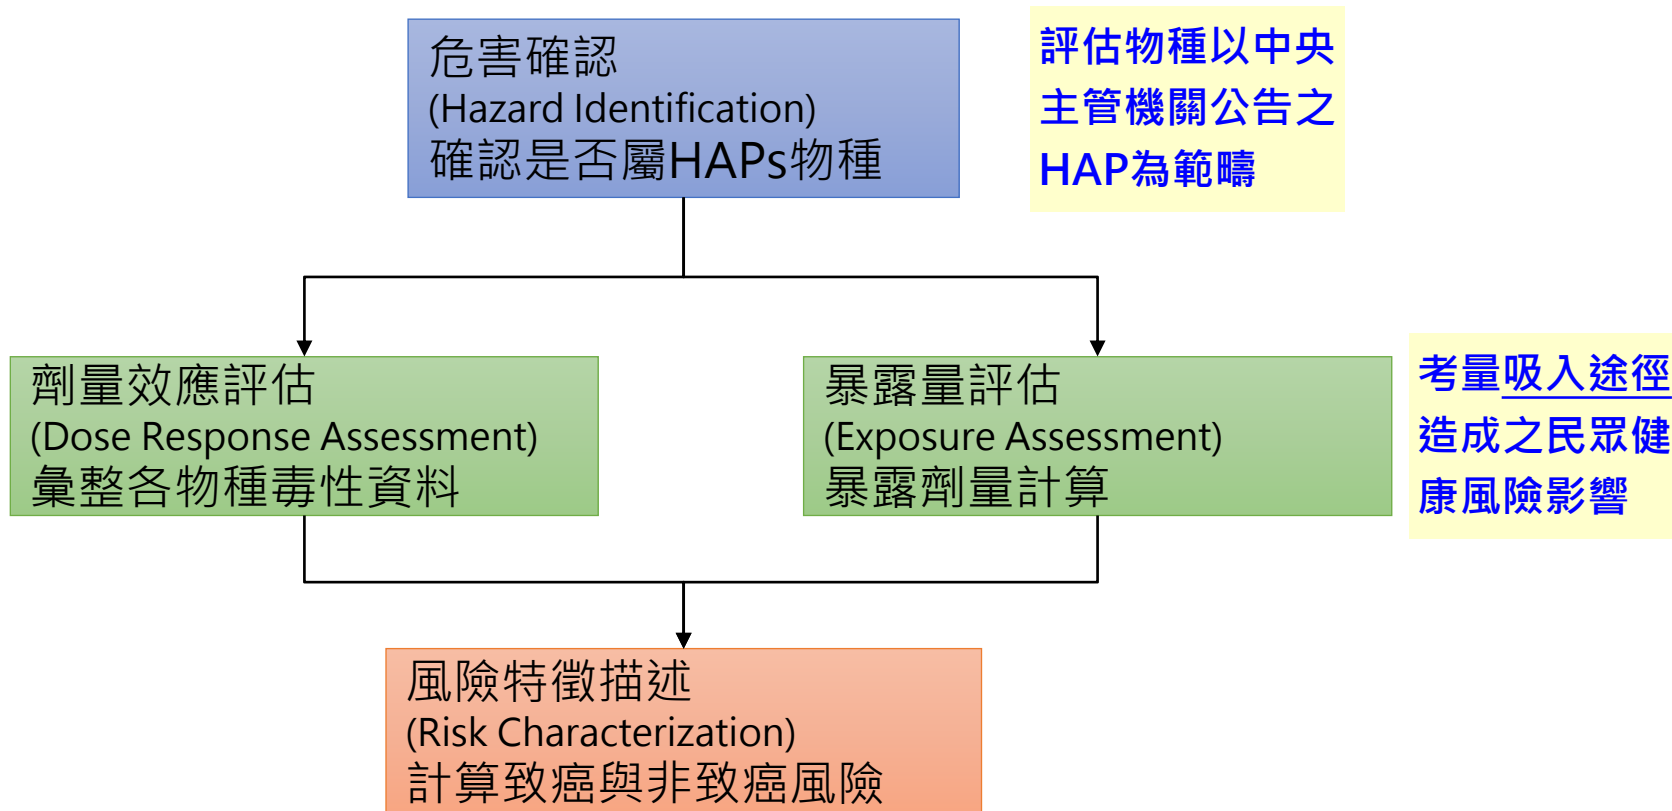 危害確認
(Hazard Identification)
確認是否屬HAPs物種
評估物種以中央
主管機關公告之
HAP為範疇
劑量效應評估
(Dose Response Assessment)
彙整各物種毒性資料
暴露量評估
(Exposure Assessment)
暴露劑量計算
考量吸入途徑
造成之民眾健
康風險影響
風險特徵描述
(Risk Characterization)
計算致癌與非致癌風險